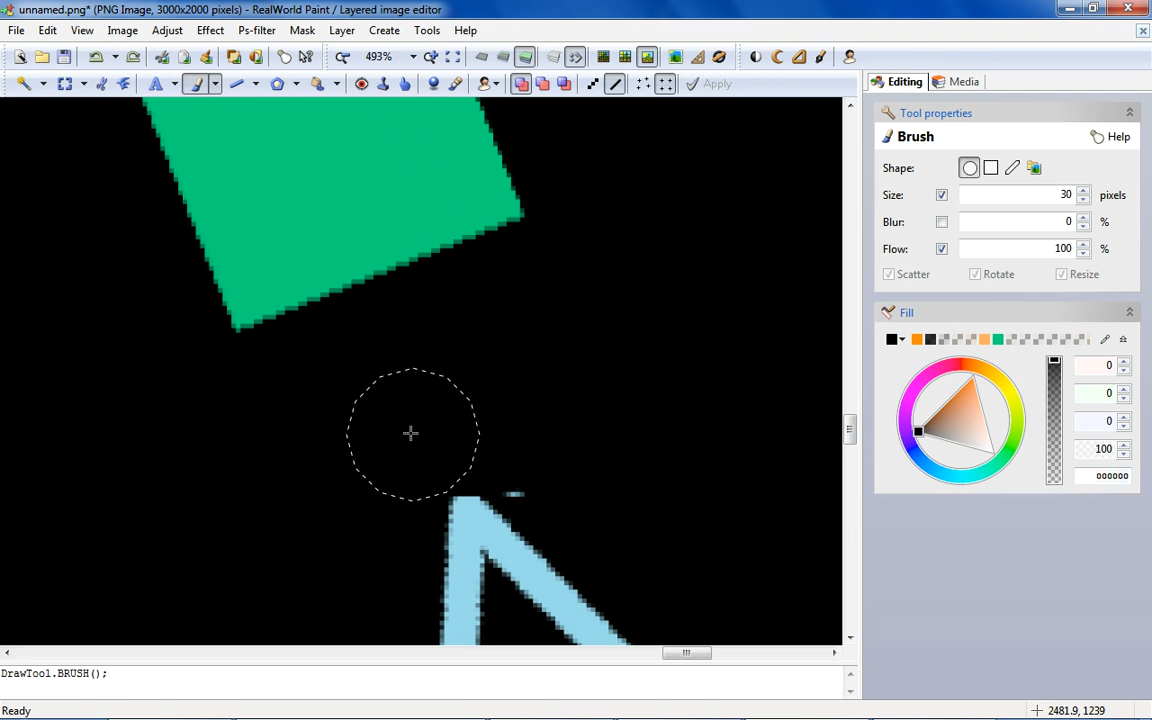 unnamed.png* (PNG Image, 3000x2000 pixels) - RealWorld Paint / Layered image editor
File Edit View Image Adjust Effect Ps-filter Mask Layer Create Tools Help
493%
A Apply
Editing Media
Tool properties
Brush Help
Shape:
Size: 30 pixels
Blur: 0 %
Flow: 100 %
Scatter Rotate Resize
Fill
0
0
0
100
000000
DrawTool.BRUSH();
Ready 2481.9, 1239